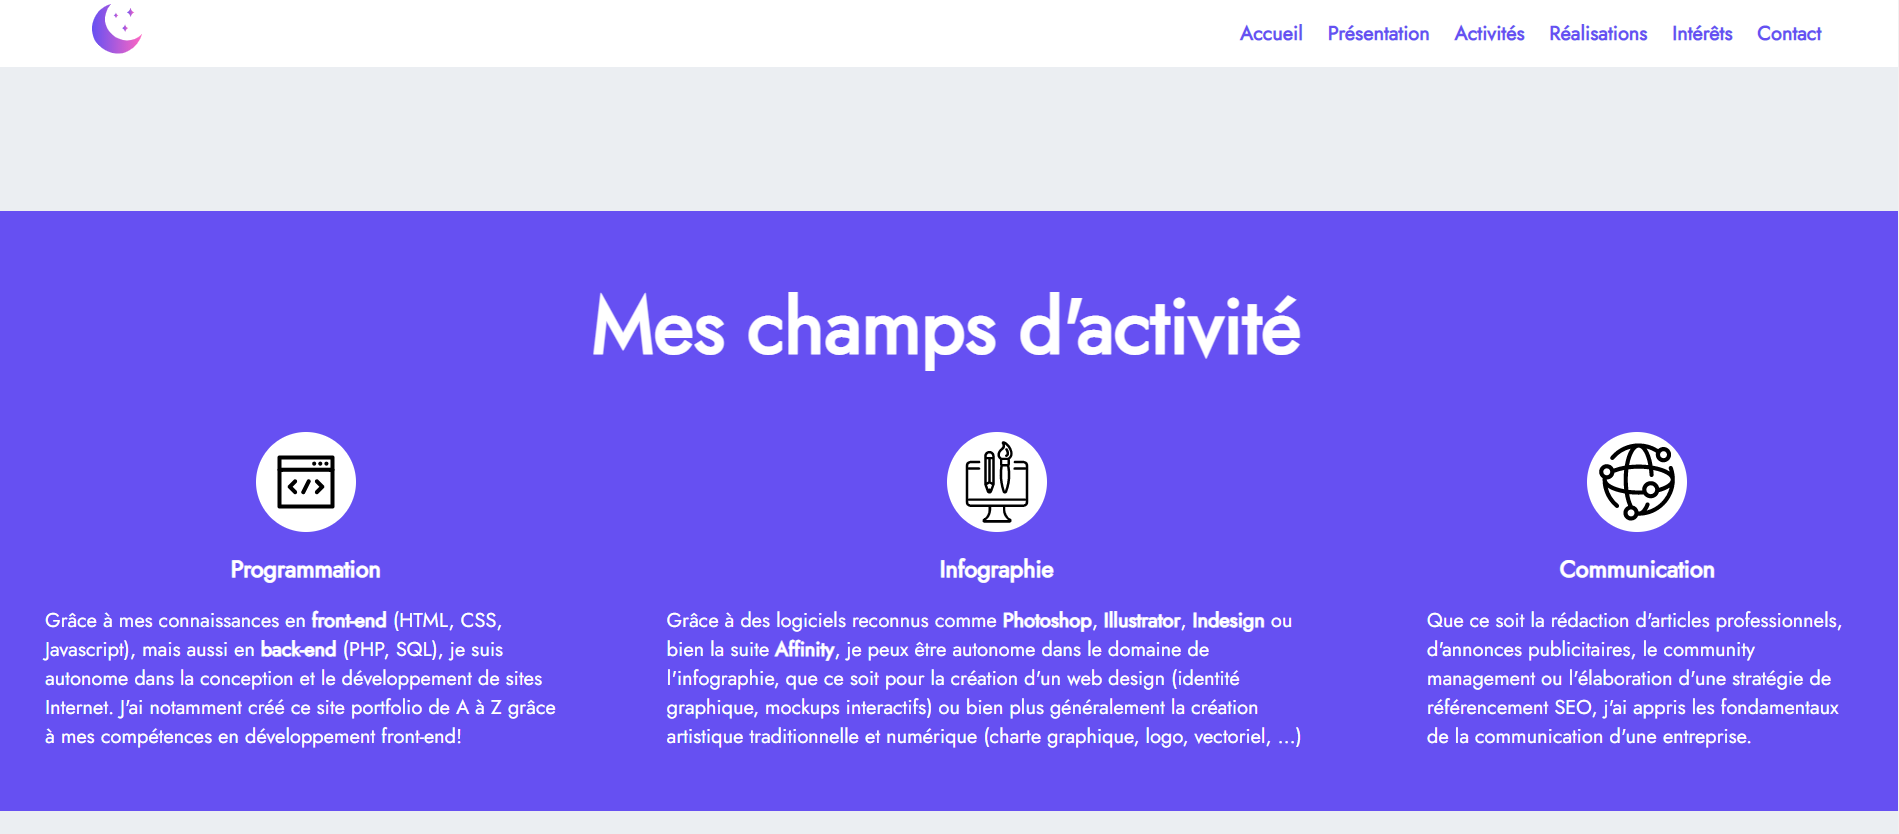 Accueil Présentation Activités Réalisations Intérêts Contact
Mes champs d'activité
Programmation
Grâce à mes connaissances en front-end (HTML, CSS,
Javascript), mais aussi en back-end (PHP, SQL), je suis
autonome dans la conception et le développement de sites
Internet. J'ai notamment créé ce site portfolio de A à Z grâce
à mes compétences en développement front-end!
Infographie
Grâce à des logiciels reconnus comme Photoshop, Illustrator, Indesign ou
bien la suite Affinity, je peux être autonome dans le domaine de
l'infographie, que ce soit pour la création d'un web design (identité
graphique, mockups interactifs) ou bien plus généralement la création
artistique traditionnelle et numérique (charte graphique, logo, vectoriel, ...)
Communication
Que ce soit la rédaction d'articles professionnels,
d'annonces publicitaires, le community
management ou l'élaboration d'une stratégie de
référencement SEO, j'ai appris les fondamentaux
de la communication d'une entreprise.